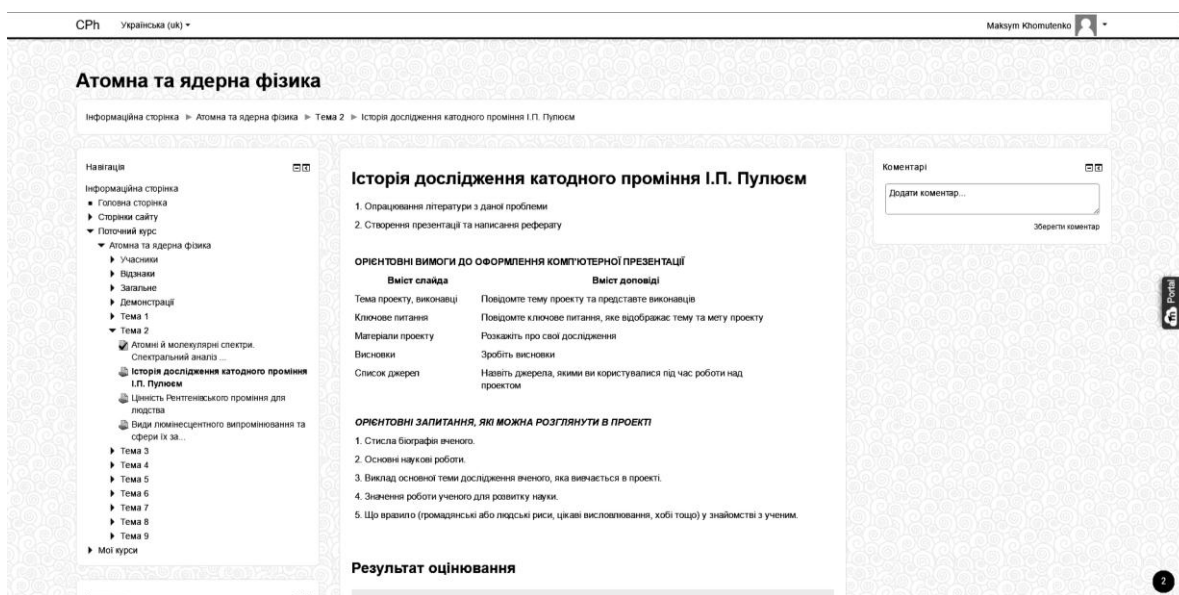 CPh
Українська (uk)
Maksym Khomutenko
Атомна та ядерна фізика
Інформаційна сторінка ► Атомна та ядерна фізика ► Тема 2 ► Історія дослідження катодного проміння І.П. Пулюєм
Навігація
Інформаційна сторінка
Головна сторінка
Сторінки сайту
Поточний курс
Атомна та ядерна фізика
Учасники
Відзнаки
Загальне
Демонстрації
Тема 1
Тема 2
Атомні й молекулярні спектри.
Спектральний аналіз ...
Історія дослідження катодного проміння
І.П. Пулюєм
Цінність Рентгенівського проміння для
людства
Види люмінесцентного випромінювання та
сфери їх за...
Тема 3
Тема 4
Тема 5
Тема 6
Тема 7
Тема 8
Тема 9
Мої курси
Історія дослідження катодного проміння І.П. Пулюєм
1. Опрацювання літератури з даної проблеми
2. Створення презентації та написання реферату
ОРІЄНТОВНІ ВИМОГИ ДО ОФОРМЛЕННЯ КОМП'ЮТЕРНОЇ ПРЕЗЕНТАЦІЇ
Вміст слайда Вміст доповіді
Тема проекту, виконавці Повідомте тему проекту та представте виконавців
Ключове питання Повідомте ключове питання, яке відображає тему та мету проекту
Матеріали проекту Розкажіть про свої дослідження
Висновки Зробіть висновки
Список джерел Назвіть джерела, якими ви користувалися під час роботи над
проектом
ОРІЄНТОВНІ ЗАПИТАННЯ, ЯКІ МОЖНА РОЗГЛЯНУТИ В ПРОЕКТІ
1. Стисла біографія вченого.
2. Основні наукові роботи.
3. Виклад основної теми дослідження вченого, яка вивчається в проекті.
4. Значення роботи ученого для розвитку науки.
5. Що вразило (громадянські або людські риси, цікаві висловлювання, хобі тощо) у знайомстві з ученим.
Результат оцінювання
Коментарі
Додати коментар...
Зберегти коментар
Portal
2